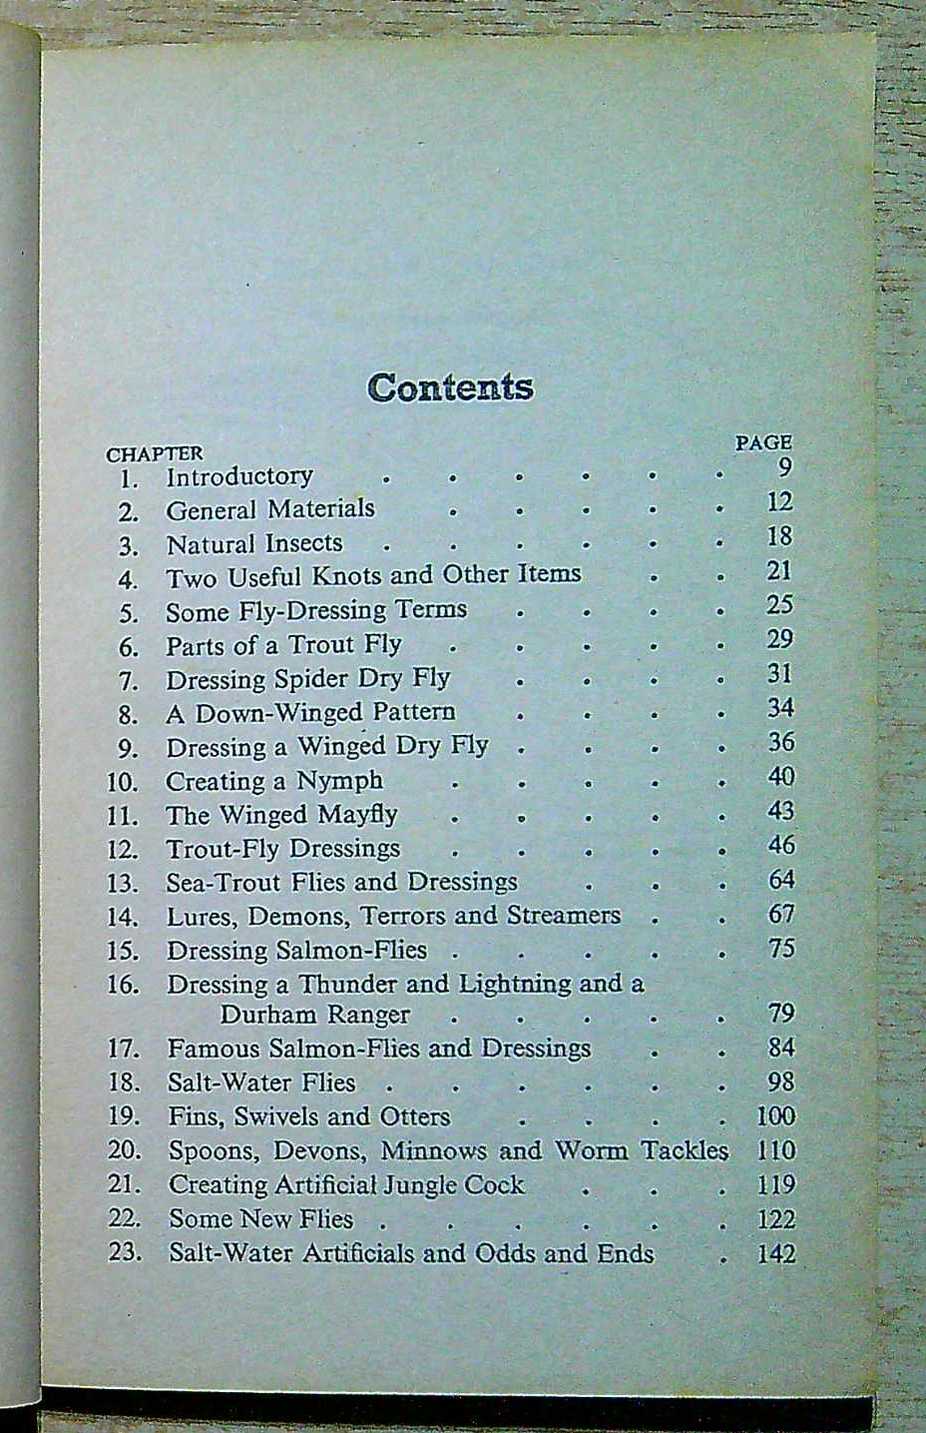 Contents
CHAPTER PAGE
1. Introductory . . . . . . 9
2. General Materials . . . . . 12
3. Natural Insects . . . . . . 18
4. Two Useful Knots and Other Items . . 21
5. Some Fly-Dressing Terms . . . . 25
6. Parts of a Trout Fly . . . . . 29
7. Dressing Spider Dry Fly . . . . 31
8. A Down-Winged Pattern . . . . 34
9. Dressing a Winged Dry Fly . . . . 36
10. Creating a Nymph . . . . . 40
11. The Winged Mayfly . . . . . 43
12. Trout-Fly Dressings . . . . . 46
13. Sea-Trout Flies and Dressings . . . 64
14. Lures, Demons, Terrors and Streamers . . 67
15. Dressing Salmon-Flies . . . . . 75
16. Dressing a Thunder and Lightning and a
Durham Ranger . . . . . 79
17. Famous Salmon-Flies and Dressings . . 84
18. Salt-Water Flies . . . . . . 98
19. Fins, Swivels and Otters . . . . 100
20. Spoons, Devons, Minnows and Worm Tackles 110
21. Creating Artificial Jungle Cock . . . 119
22. Some New Flies . . . . . . 122
23. Salt-Water Artificials and Odds and Ends . 142